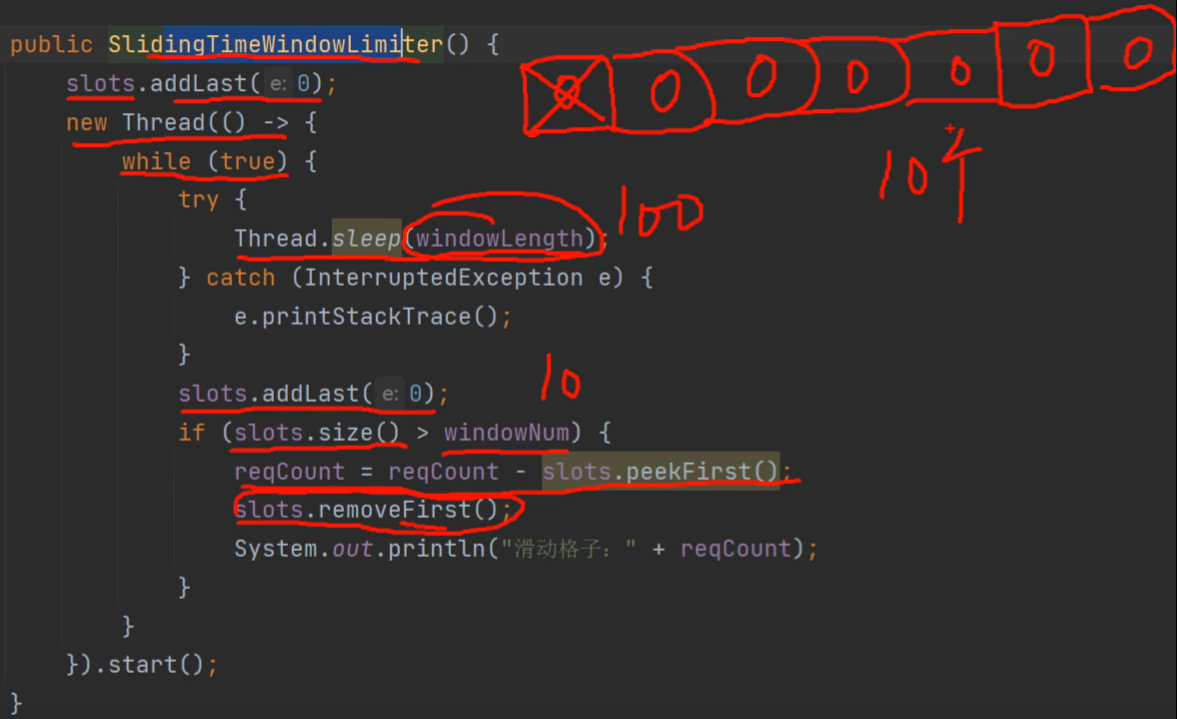 public SlidingTimeWindowLimiter() {
0 0 0 0 0 0 0
slots.addLast( e: 0);
new Thread(() -> {
while (true) {
10个
try {
100
Thread.sleep(windowLength);
} catch (InterruptedException e) {
e.printStackTrace();
}
10
slots.addLast( e: 0);
if (slots.size() > windowNum) {
reqCount = reqCount - slots.peekFirst();
slots.removeFirst();
System.out.println("滑动格子：" + reqCount);
}
}
}).start();
}